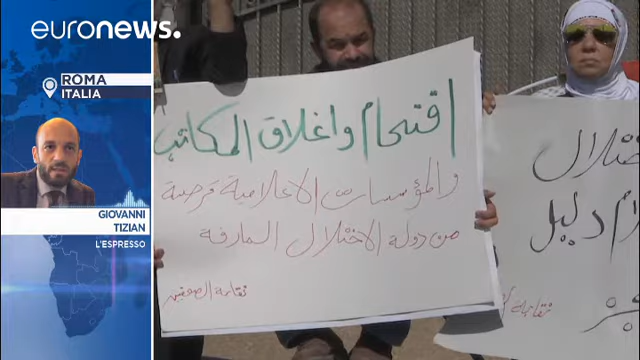 euronews.
ROMA
ITALIA
GIOVANNI
TIZIAN
L'ESPRESSO
اقتحام واغلاق المكاتب
والمؤسسات الاعلامية قرصنة
من دولة الاحتلال المارقة
نقابة الصحفيين
دليل
نقابة